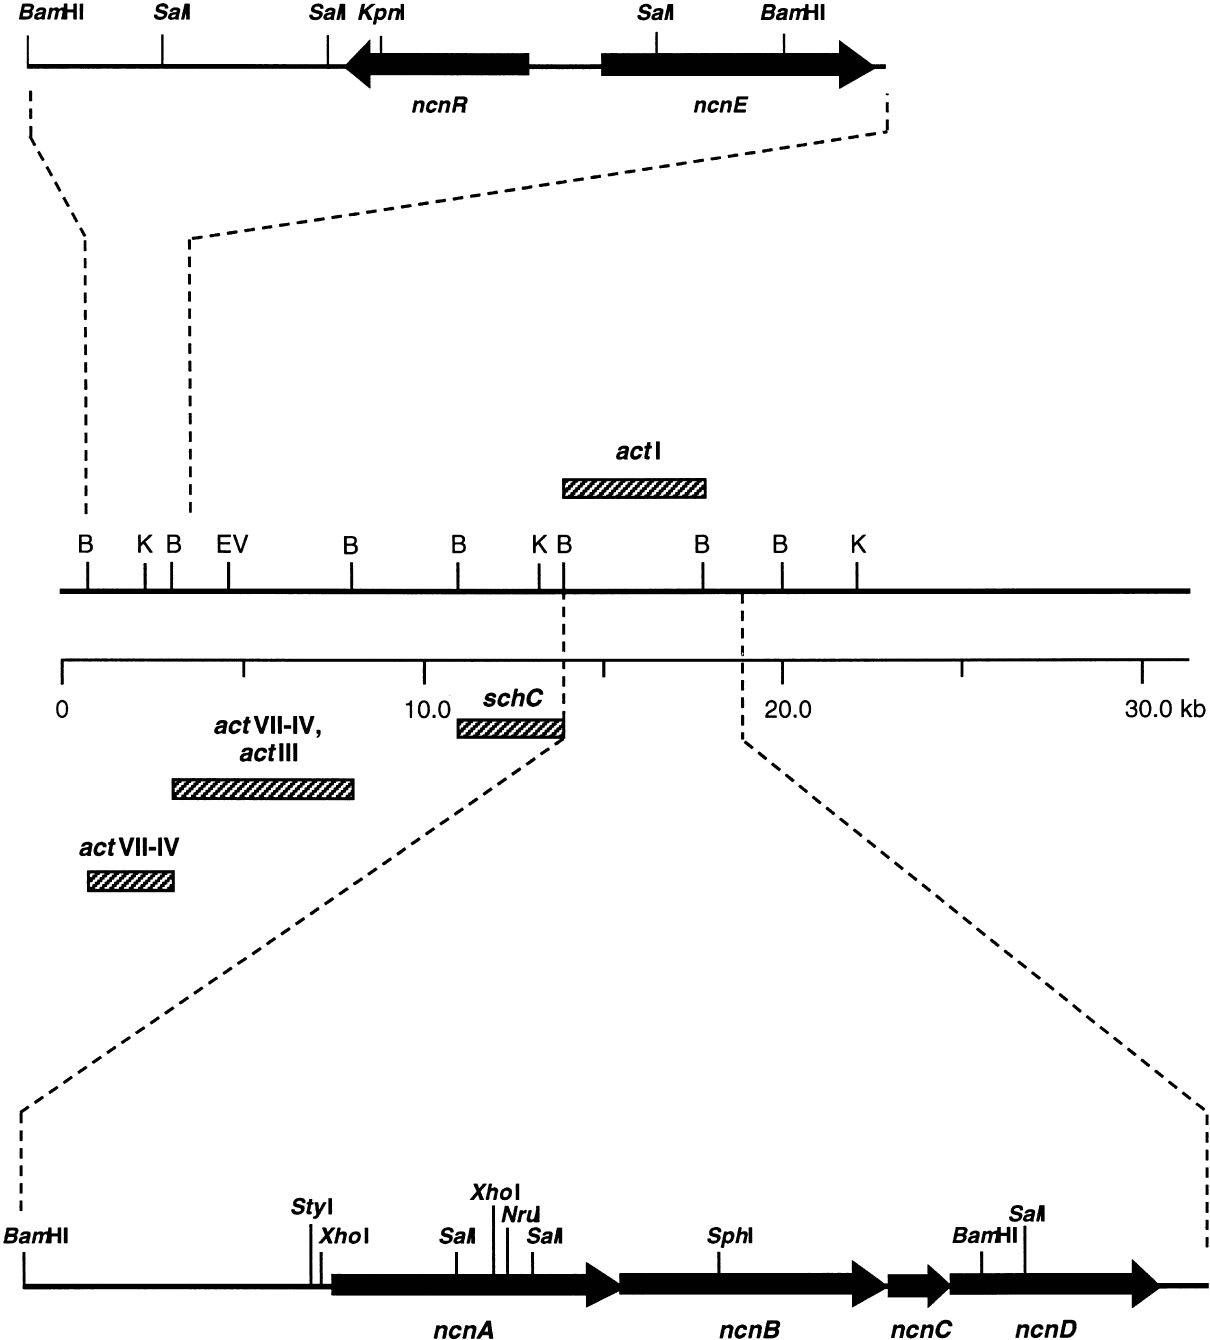 BamHI SalI SalI KpnI SalI BamHI
ncnR ncnE
actI
B K B EV B B K B B B K
0 10.0 20.0 30.0 kb
schC
actVII-IV,
actIII
actVII-IV
XhoI
StyI NruI SalI
BamHI XhoI SalI SalI SphI BamHI
ncnA ncnB ncnC ncnD